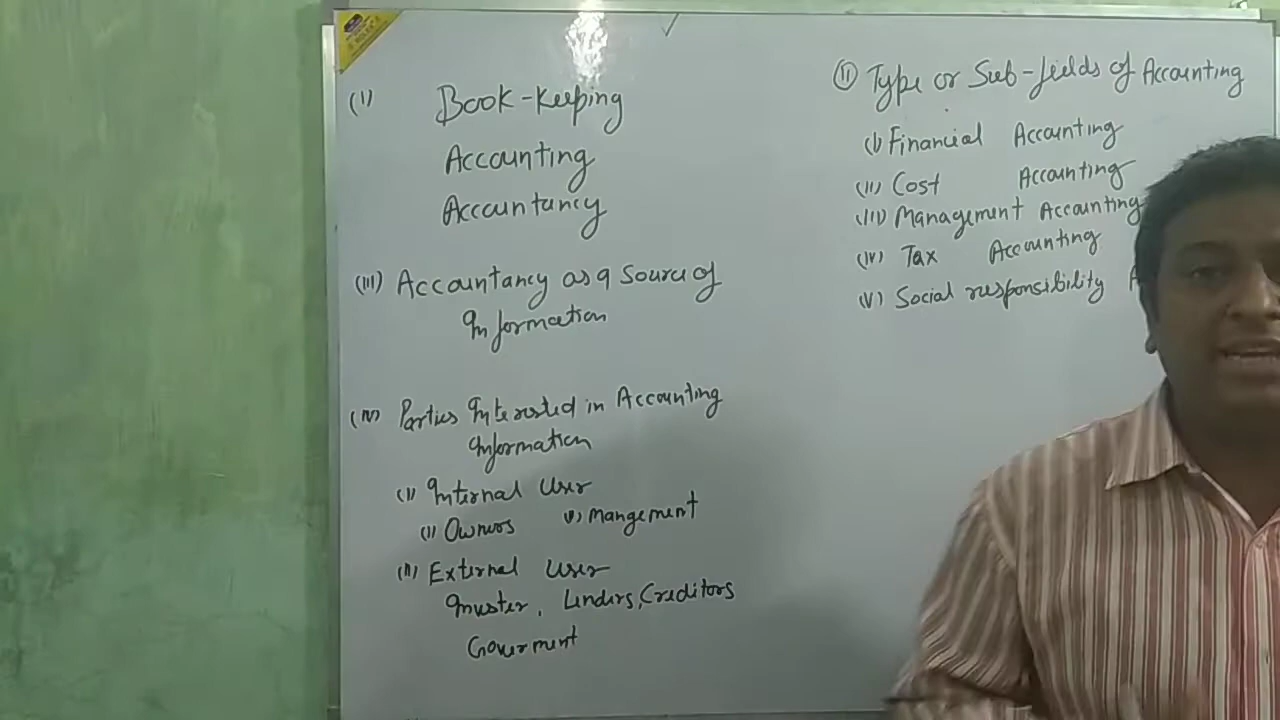 (I) Book-Keeping
Accounting
Accountancy
(III) Accountancy as a Source of
Information
(IV) Parties Interested in Accounting
Information
(I) Internal User
(I) Owners (II) Mangement
(II) External User
Invester, Lenders, Creditors
Goverment
(II) Type or Sub-fields of Accounting
(I) Financial Accounting
(II) Cost Accounting
(III) Management Accounting
(IV) Tax Accounting
(V) Social responsibility A